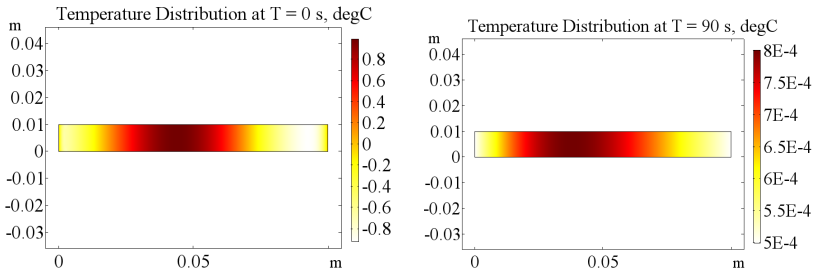 Temperature Distribution at T = 0 s, degC
m
0.04
0.03
0.02
0.01
0
-0.01
-0.02
-0.03
0
0.05
m
0.8
0.6
0.4
0.2
0
-0.2
-0.4
-0.6
-0.8
Temperature Distribution at T = 90 s, degC
m
0.04
0.03
0.02
0.01
0
-0.01
-0.02
-0.03
0
0.05
m
8E-4
7.5E-4
7E-4
6.5E-4
6E-4
5.5E-4
5E-4